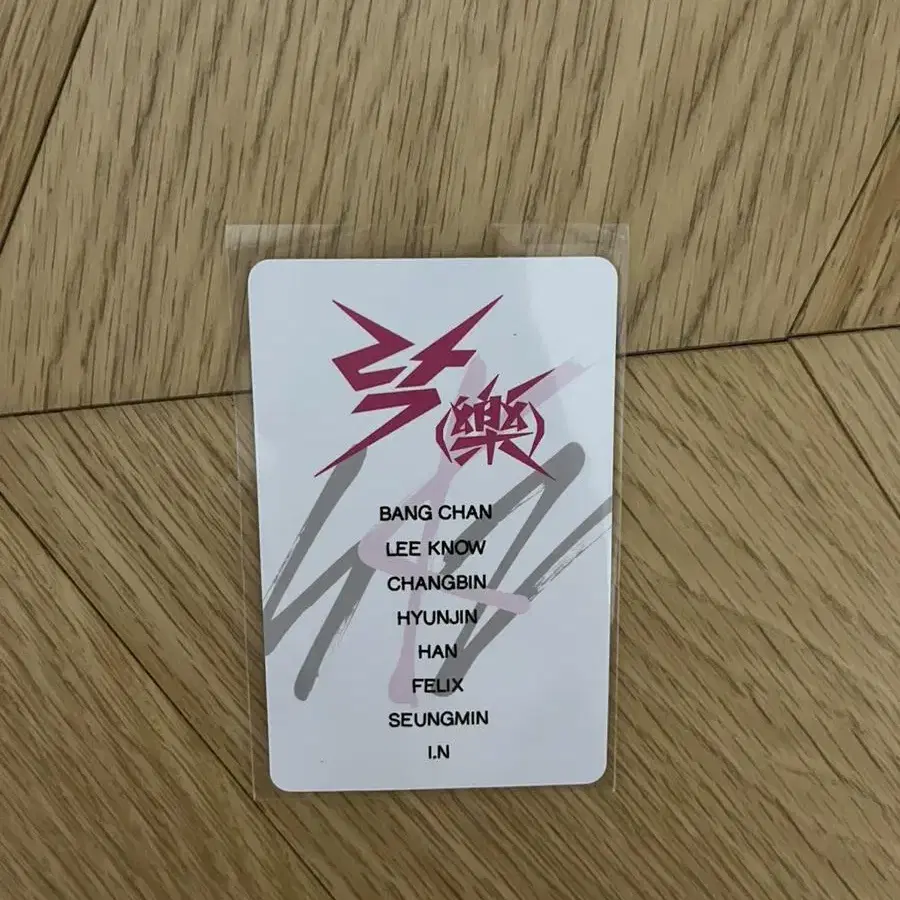 락(樂)
BANG CHAN
LEE KNOW
CHANGBIN
HYUNJIN
HAN
FELIX
SEUNGMIN
I.N